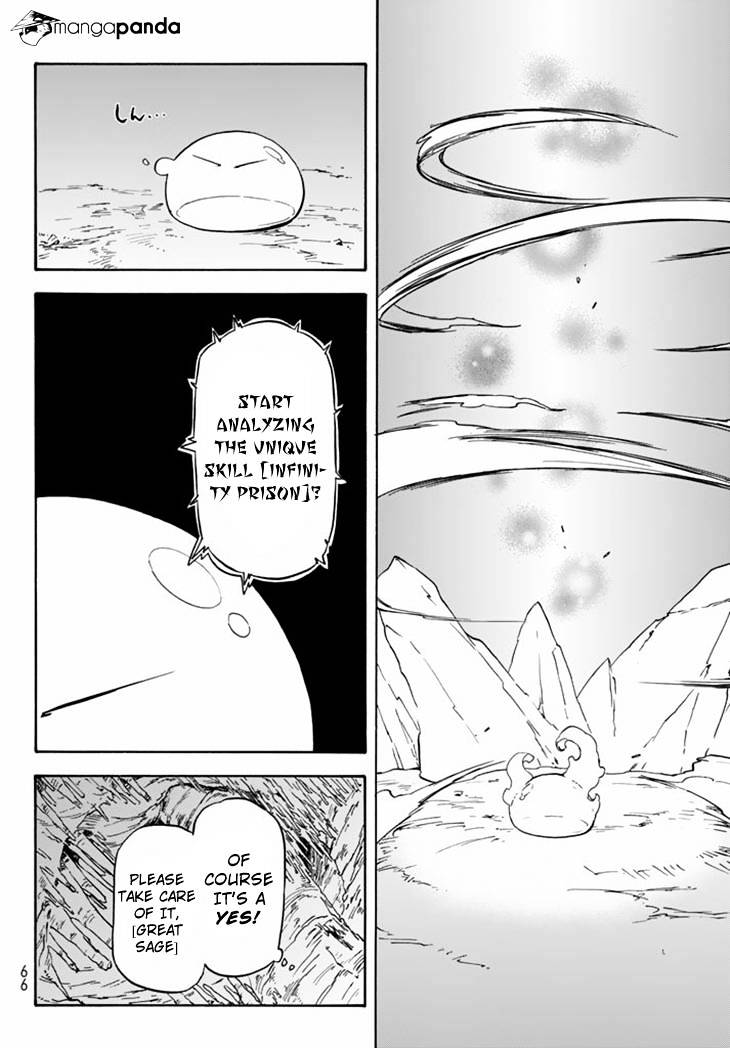 mangapanda
しん…
START
ANALYZING
THE UNIQUE
SKILL [INFINI-
TY PRISON]?
OF
COURSE
IT'S A
YES!
PLEASE
TAKE CARE
OF IT,
[GREAT
SAGE]
66